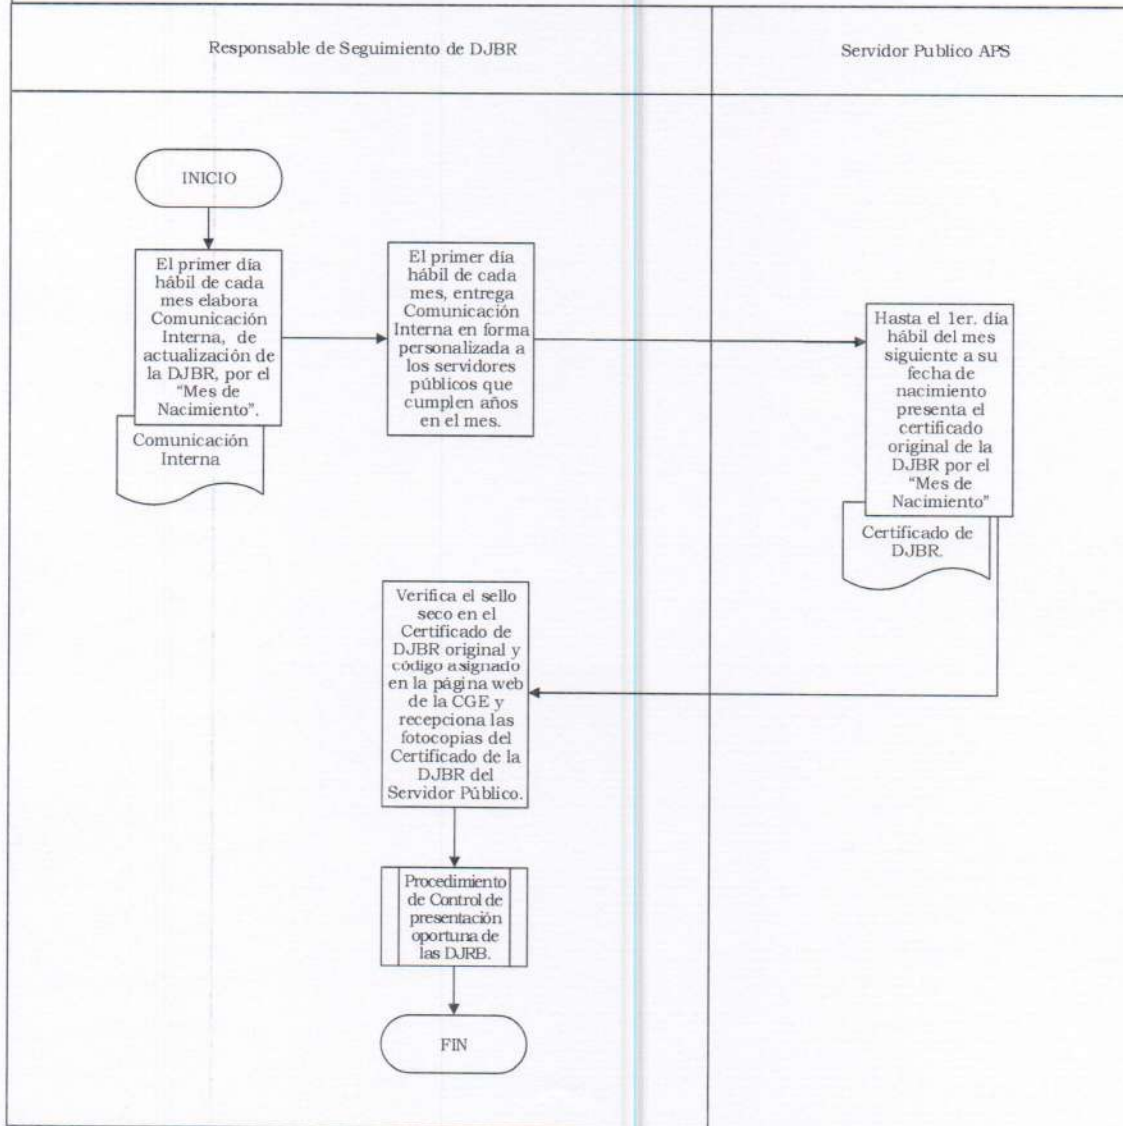 Responsable de Seguimiento de DJBR
Servidor Publico APS
INICIO
El primer día
hábil de cada
mes elabora
Comunicación
Interna, de
actualización de
la DJBR, por el
"Mes de
Nacimiento".
Comunicación
Interna
El primer día
hábil de cada
mes, entrega
Comunicación
Interna en forma
personalizada a
los servidores
públicos que
cumplen años
en el mes.
Hasta el 1er. día
hábil del mes
siguiente a su
fecha de
nacimiento
presenta el
certificado
original de la
DJBR por el
"Mes de
Nacimiento"
Certificado de
DJBR.
Verifica el sello
seco en el
Certificado de
DJBR original y
código asignado
en la página web
de la CGE y
recepciona las
fotocopias del
Certificado de la
DJBR del
Servidor Público.
Procedimiento
de Control de
presentación
oportuna de
las DJRB.
FIN